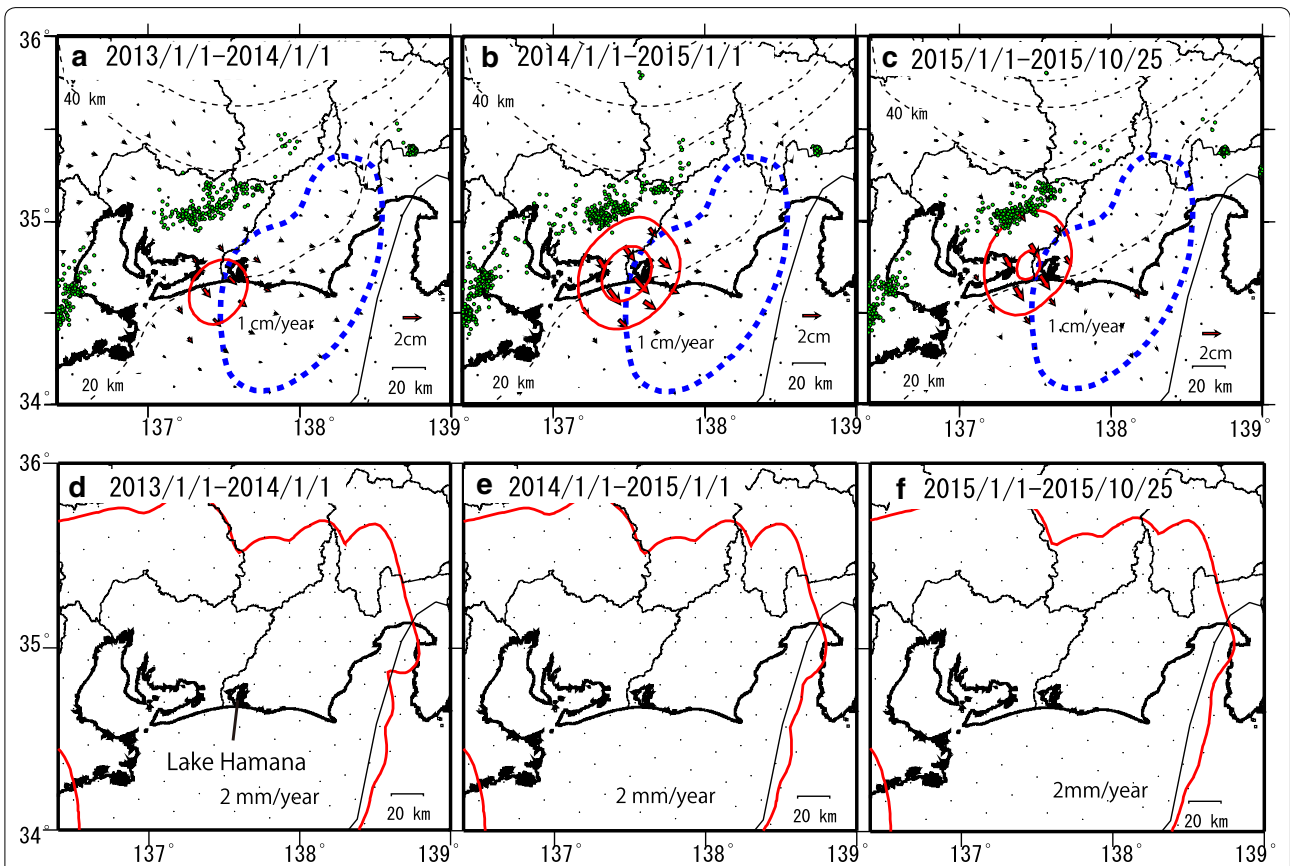 a 2013/1/1-2014/1/1
b 2014/1/1-2015/1/1
c 2015/1/1-2015/10/25
36°
35°
34°
40 km
40 km
40 km
1 cm/year
1 cm/year
1 cm/year
2cm
2cm
2cm
20 km
20 km
20 km
20 km
20 km
20 km
137°
138°
137°
138°
137°
138°
139°
d 2013/1/1-2014/1/1
e 2014/1/1-2015/1/1
f 2015/1/1-2015/10/25
36°
35°
34°
Lake Hamana
2 mm/year
2 mm/year
2mm/year
20 km
20 km
20 km
137°
138°
139°
137°
138°
139°
137°
138°
139°